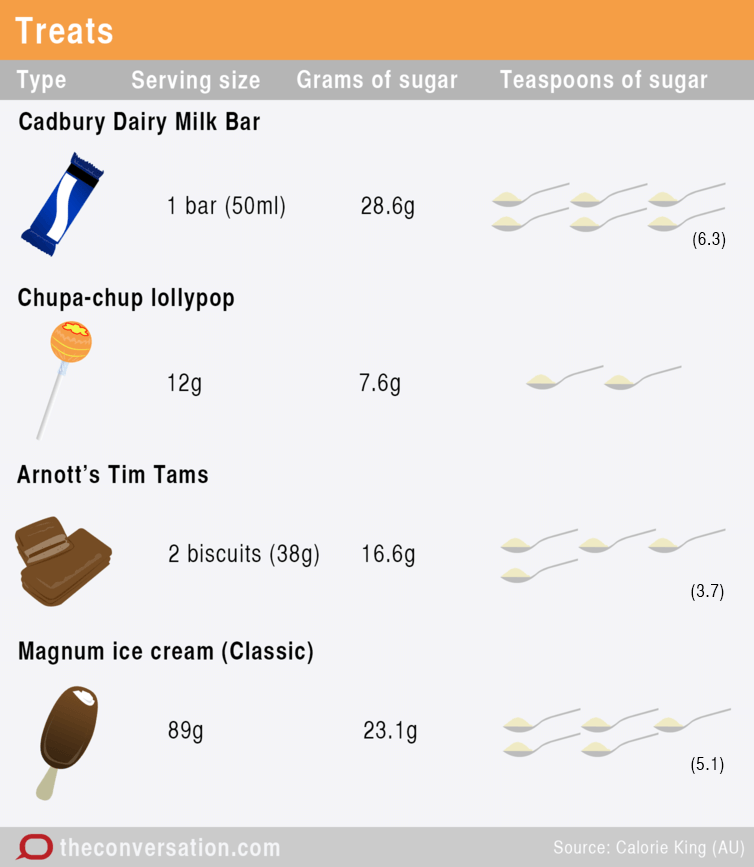 Treats
Type Serving size Grams of sugar Teaspoons of sugar
Cadbury Dairy Milk Bar
1 bar (50ml) 28.6g
(6.3)
Chupa-chup lollypop
12g 7.6g
Arnott's Tim Tams
2 biscuits (38g) 16.6g
(3.7)
Magnum ice cream (Classic)
89g 23.1g
(5.1)
theconversation.com Source: Calorie King (AU)